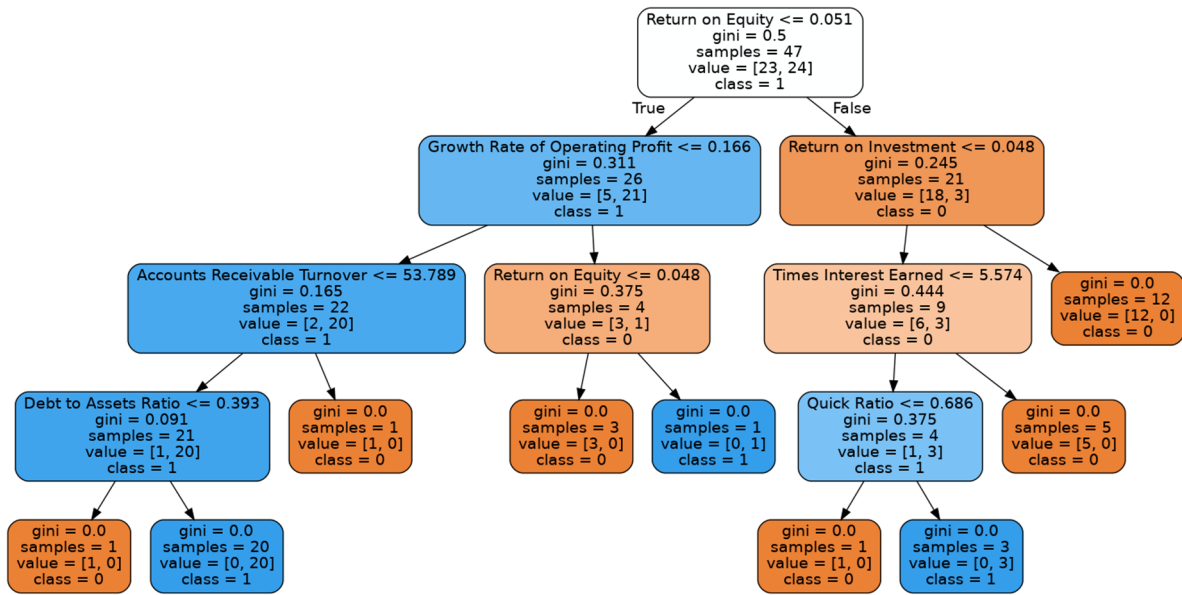 Return on Equity <= 0.051
gini = 0.5
samples = 47
value = [23, 24]
class = 1
True
False
Growth Rate of Operating Profit <= 0.166
gini = 0.311
samples = 26
value = [5, 21]
class = 1
Return on Investment <= 0.048
gini = 0.245
samples = 21
value = [18, 3]
class = 0
Accounts Receivable Turnover <= 53.789
gini = 0.165
samples = 22
value = [2, 20]
class = 1
Return on Equity <= 0.048
gini = 0.375
samples = 4
value = [3, 1]
class = 0
Times Interest Earned <= 5.574
gini = 0.444
samples = 9
value = [6, 3]
class = 0
gini = 0.0
samples = 12
value = [12, 0]
class = 0
Debt to Assets Ratio <= 0.393
gini = 0.091
samples = 21
value = [1, 20]
class = 1
gini = 0.0
samples = 1
value = [1, 0]
class = 0
gini = 0.0
samples = 3
value = [3, 0]
class = 0
gini = 0.0
samples = 1
value = [0, 1]
class = 1
Quick Ratio <= 0.686
gini = 0.375
samples = 4
value = [1, 3]
class = 1
gini = 0.0
samples = 5
value = [5, 0]
class = 0
gini = 0.0
samples = 1
value = [1, 0]
class = 0
gini = 0.0
samples = 20
value = [0, 20]
class = 1
gini = 0.0
samples = 1
value = [1, 0]
class = 0
gini = 0.0
samples = 3
value = [0, 3]
class = 1